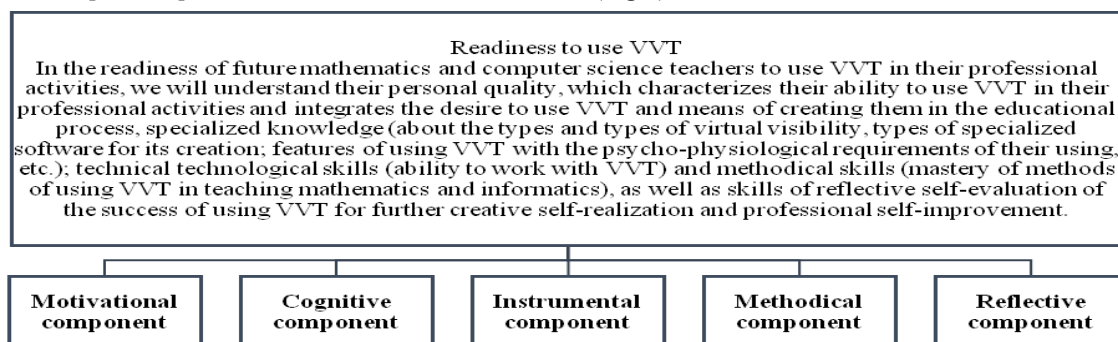 Readiness to use VVT
In the readiness of future mathematics and computer science teachers to use VVT in their professional
activities, we will understand their personal quality, which characterizes their ability to use VVT in their
professional activities and integrates the desire to use VVT and means of creating them in the educational
process, specialized knowledge (about the types and types of virtual visibility, types of specialized
software for its creation; features of using VVT with the psycho-physiological requirements of their using,
etc.); technical technological skills (ability to work with VVT) and methodical skills (mastery of methods
of using VVT in teaching mathematics and informatics), as well as skills of reflective self-evaluation of
the success of using VVT for further creative self-realization and professional self-improvement.
Motivational
component
Cognitive
component
Instrumental
component
Methodical
component
Reflective
component